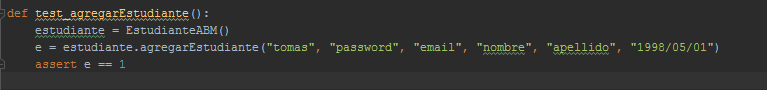 def test_agregarEstudiante():
    estudiante = EstudianteABM()
    e = estudiante.agregarEstudiante("tomas", "password", "email", "nombre", "apellido", "1998/05/01")
    assert e == 1